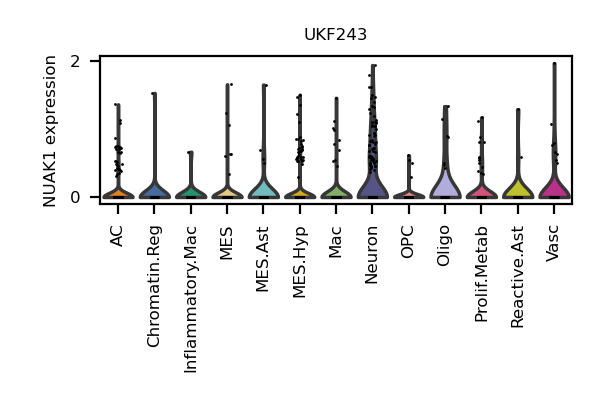 UKF243
NUAK1 expression
2
0
AC
Chromatin.Reg
Inflammatory.Mac
MES
MES.Ast
MES.Hyp
Mac
Neuron
OPC
Oligo
Prolif.Metab
Reactive.Ast
Vasc